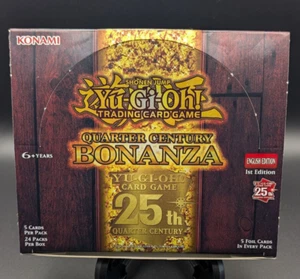 KONAMI
SHONEN JUMP
Yu-Gi-Oh!
TRADING CARD GAME
QUARTER CENTURY
BONANZA
6+ YEARS
ENGLISH EDITION
1st Edition
YU-GI-OH!
CARD GAME
25th
QUARTER CENTURY
25th
5 CARDS
PER PACK
24 PACKS
PER BOX
5 FOIL CARDS
IN EVERY PACK